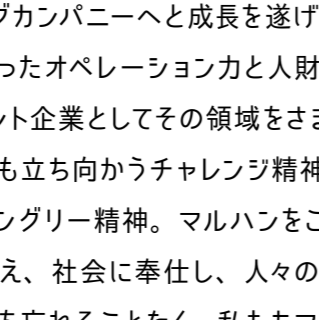 グカンパニーへと成長を遂げ
ったオペレーション力と人財
ント企業としてその領域をさ
も立ち向かうチャレンジ精神
ングリー精神。マルハンをこ
え、社会に奉仕し、人々の